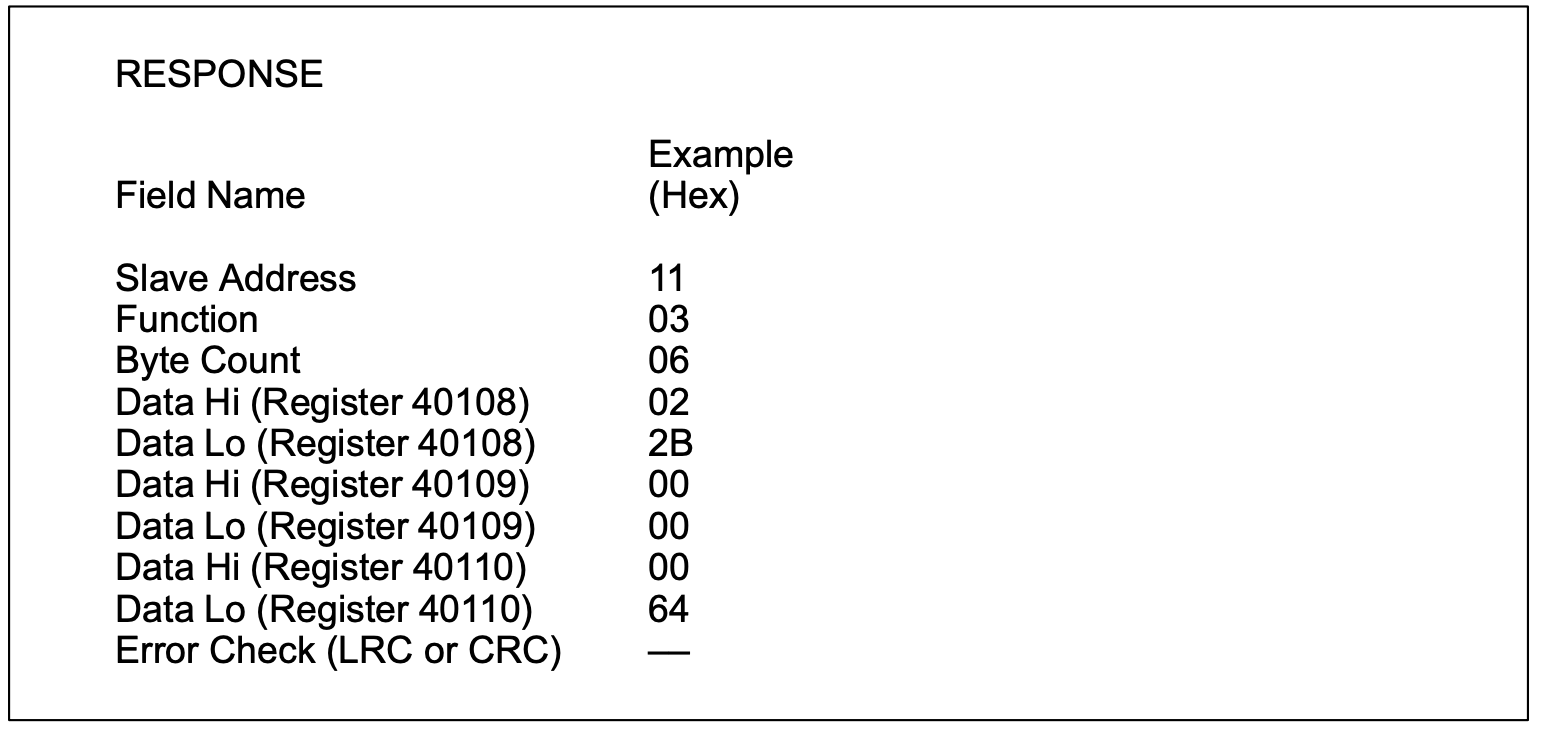 RESPONSE
Example
Field Name (Hex)
Slave Address 11
Function 03
Byte Count 06
Data Hi (Register 40108) 02
Data Lo (Register 40108) 2B
Data Hi (Register 40109) 00
Data Lo (Register 40109) 00
Data Hi (Register 40110) 00
Data Lo (Register 40110) 64
Error Check (LRC or CRC) —